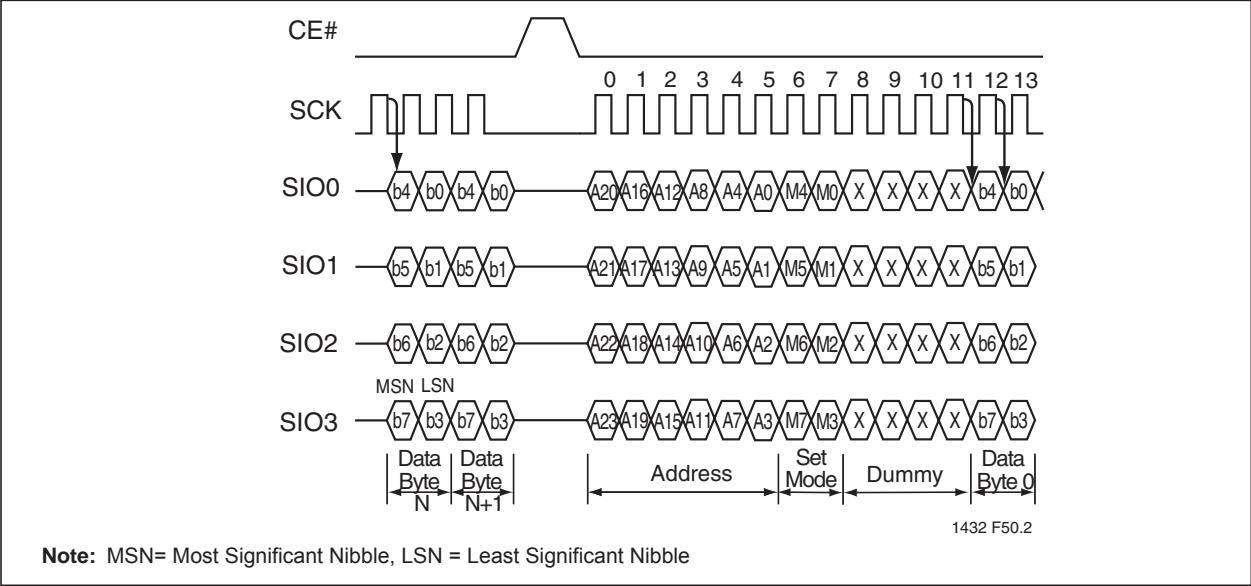 CE#
0 1 2 3 4 5 6 7 8 9 10 11 12 13
SCK
SIO0 b4 b0 b4 b0 A20 A16 A12 A8 A4 A0 M4 M0 X X X X b4 b0
SIO1 b5 b1 b5 b1 A21 A17 A13 A9 A5 A1 M5 M1 X X X X b5 b1
SIO2 b6 b2 b6 b2 A22 A18 A14 A10 A6 A2 M6 M2 X X X X b6 b2
MSN LSN
SIO3 b7 b3 b7 b3 A23 A19 A15 A11 A7 A3 M7 M3 X X X X b7 b3
Data Byte N
Data Byte N+1
Address
Set Mode
Dummy
Data Byte 0
1432 F50.2
Note: MSN= Most Significant Nibble, LSN = Least Significant Nibble